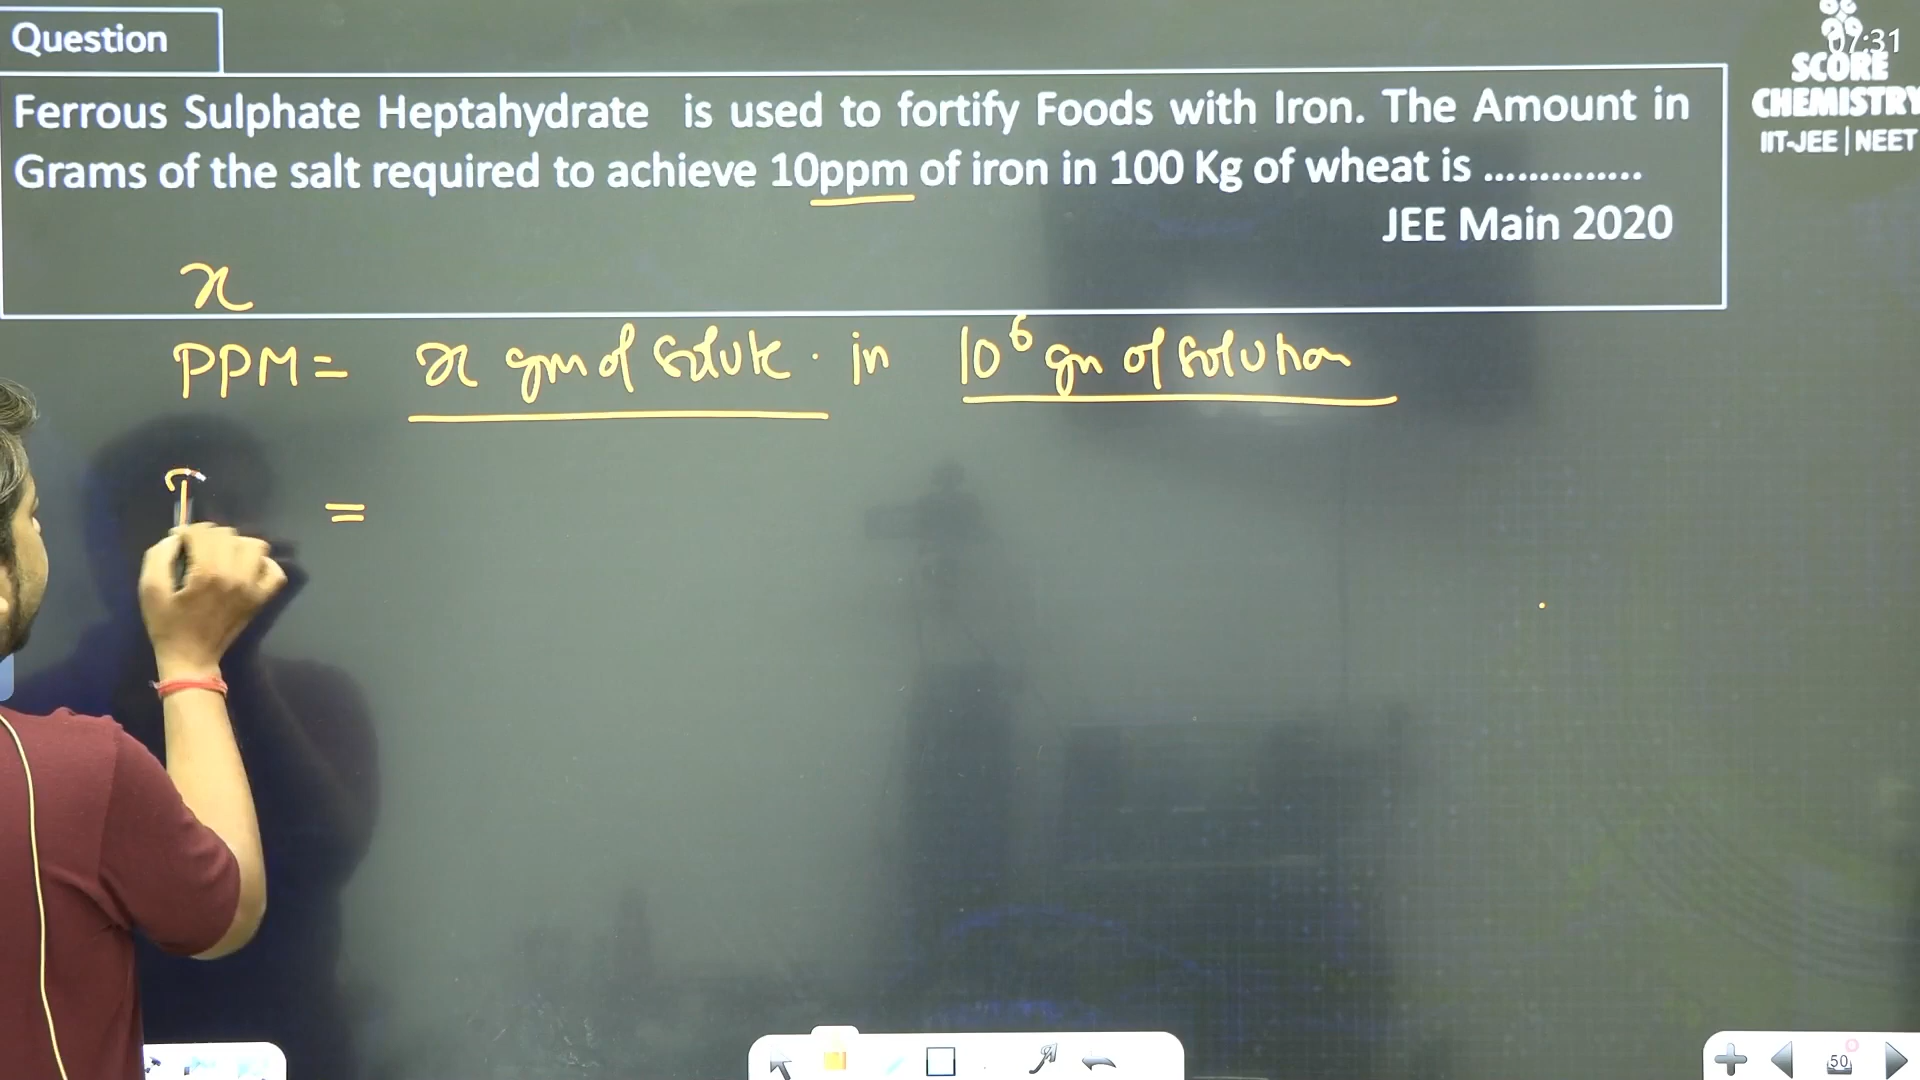 Question
07:31
SCORE
CHEMISTRY
IIT-JEE | NEET
Ferrous Sulphate Heptahydrate is used to fortify Foods with Iron. The Amount in
Grams of the salt required to achieve 10ppm of iron in 100 Kg of wheat is ..............
JEE Main 2020
x
PPM = x gm of solute . in 10⁶ gm of solution
=
50